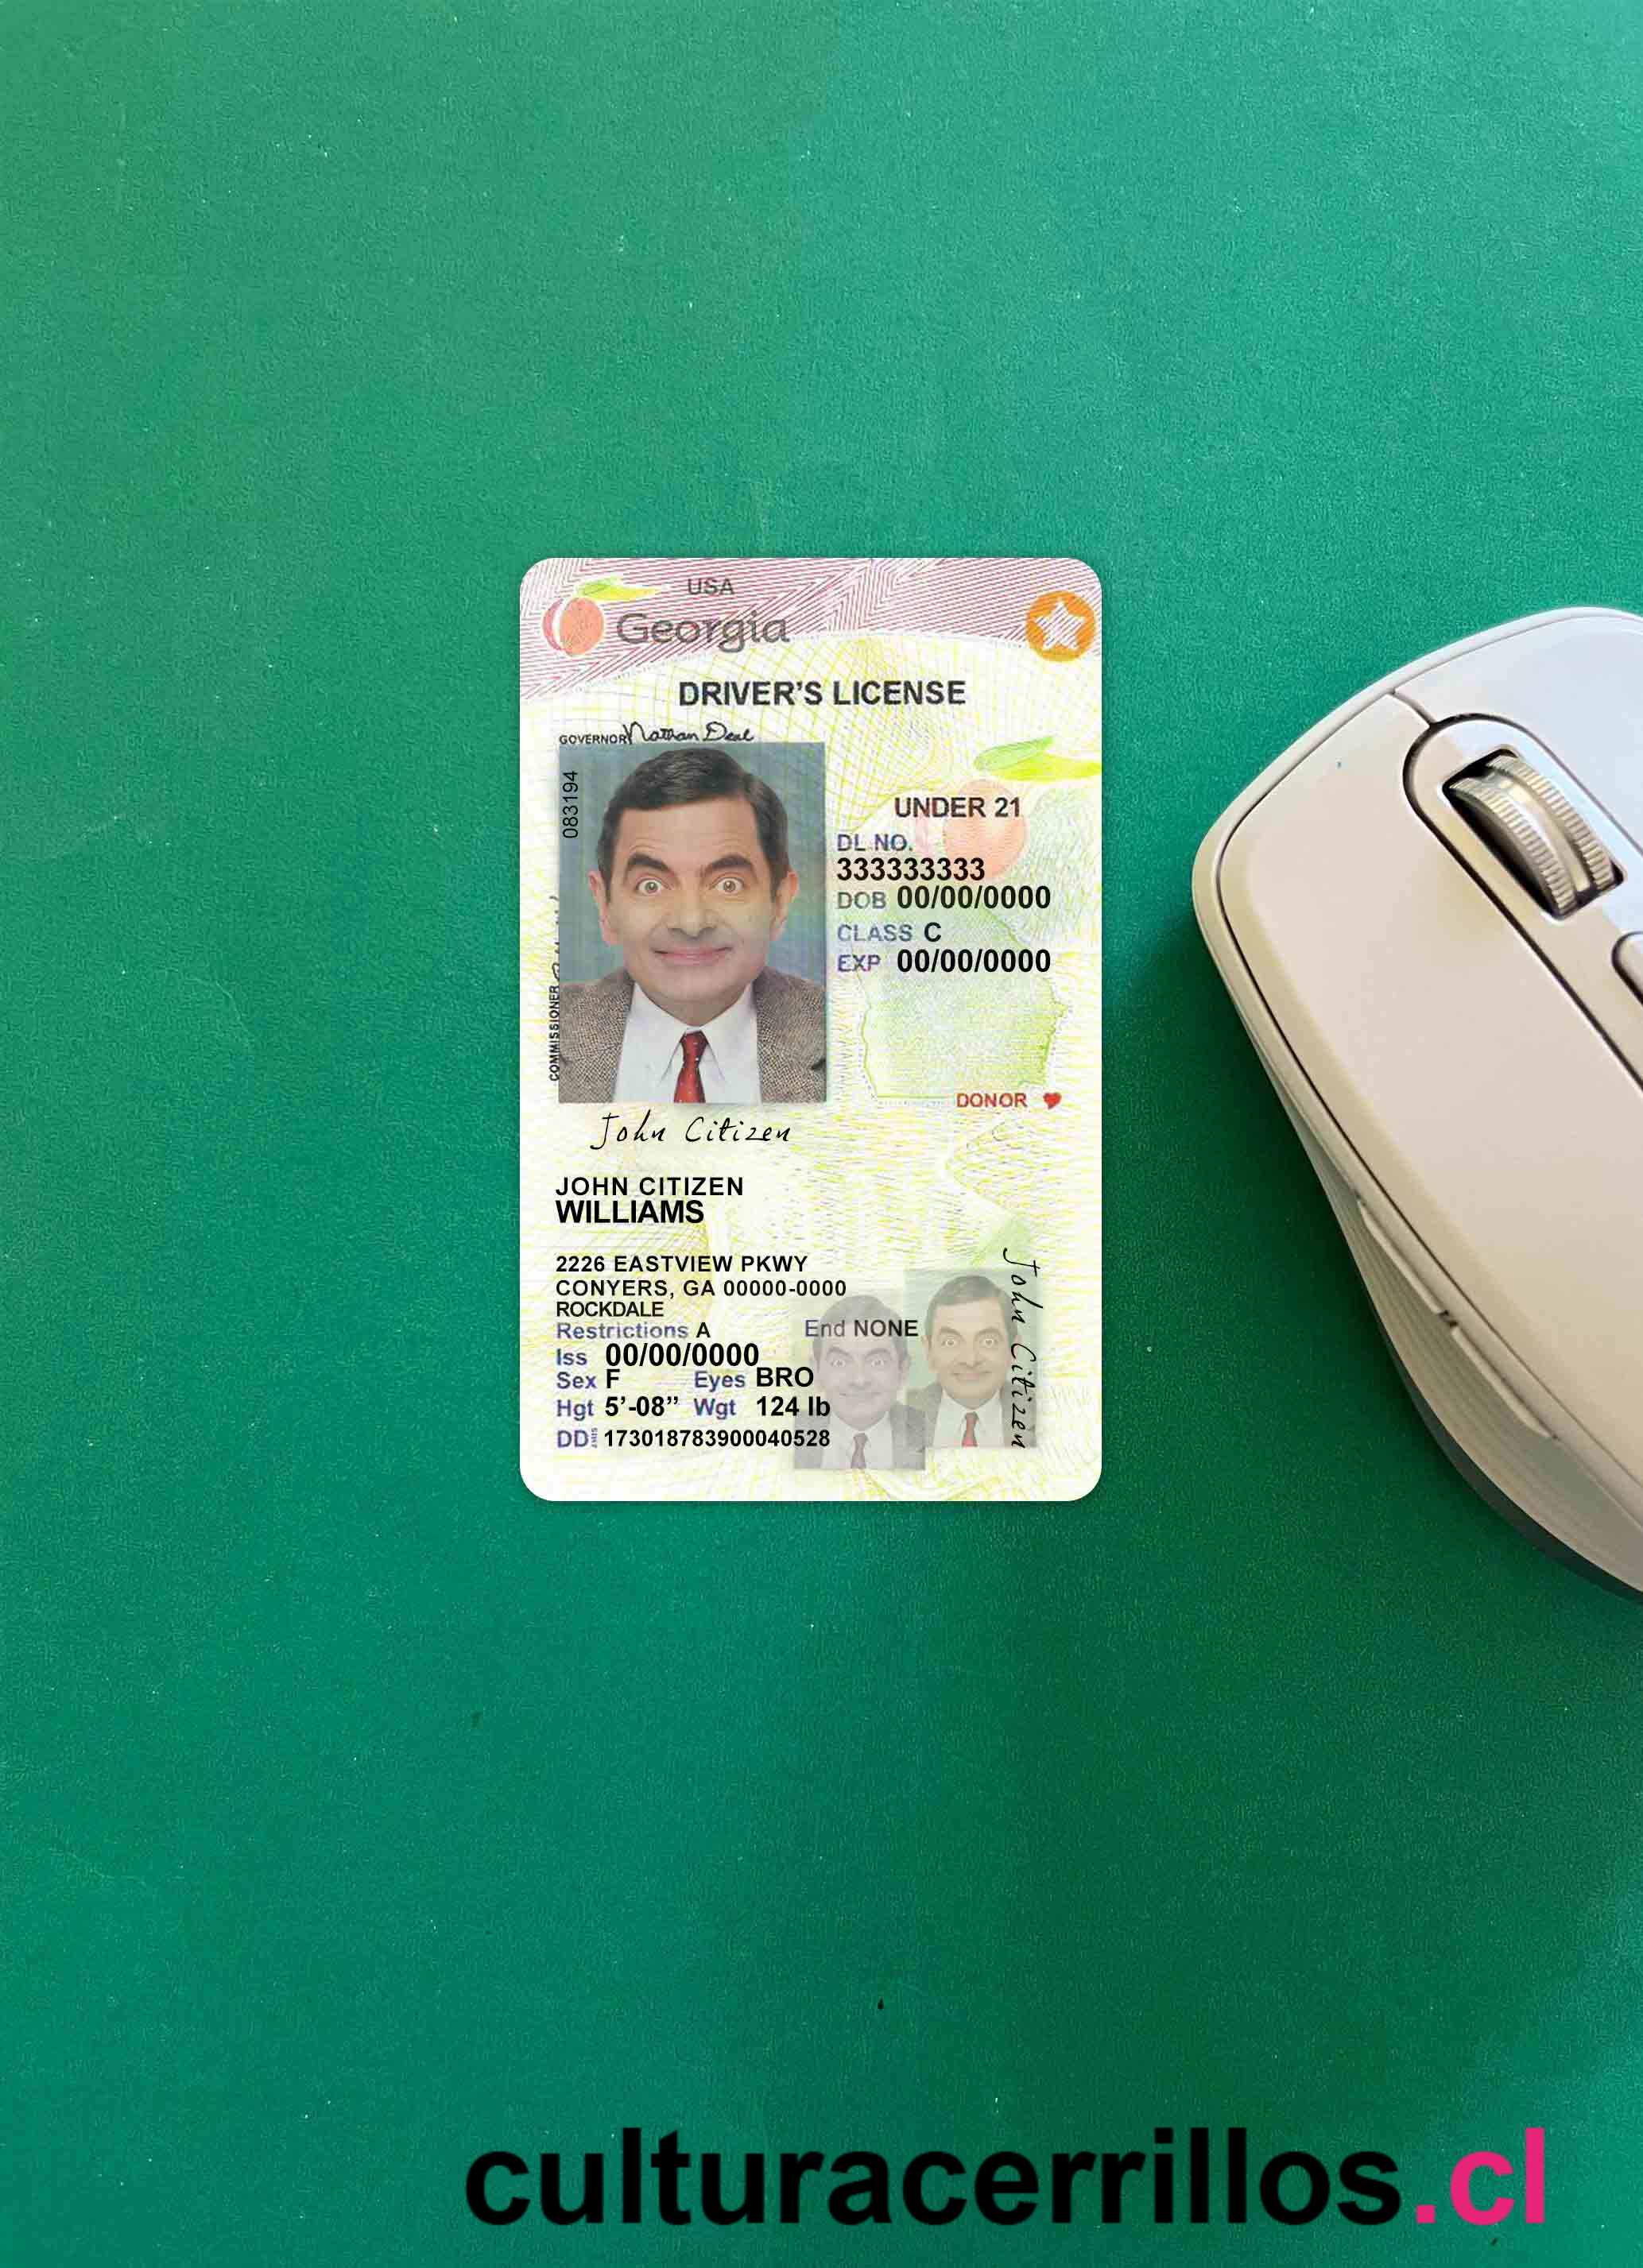 USA
Georgia
DRIVER'S LICENSE
GOVERNOR Nathan Deal
083194
COMMISSIONER
UNDER 21
DL NO.
333333333
DOB 00/00/0000
CLASS C
EXP 00/00/0000
DONOR
John Citizen
JOHN CITIZEN
WILLIAMS
2226 EASTVIEW PKWY
CONYERS, GA 00000-0000
ROCKDALE
Restrictions A End NONE
Iss 00/00/0000
Sex F Eyes BRO
Hgt 5'-08" Wgt 124 lb
DD 173018783900040528
John Citizen
culturacerrillos.cl